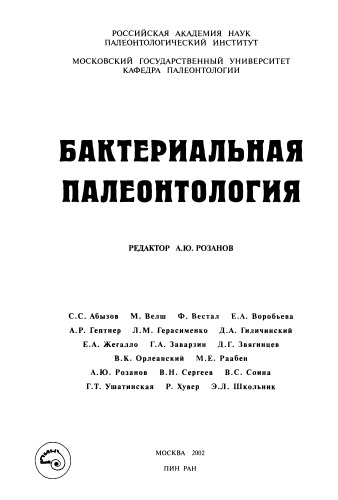 РОССИЙСКАЯ АКАДЕМИЯ НАУК
ПАЛЕОНТОЛОГИЧЕСКИЙ ИНСТИТУТ
МОСКОВСКИЙ ГОСУДАРСТВЕННЫЙ УНИВЕРСИТЕТ
КАФЕДРА ПАЛЕОНТОЛОГИИ
БАКТЕРИАЛЬНАЯ
ПАЛЕОНТОЛОГИЯ
РЕДАКТОР А.Ю. РОЗАНОВ
С.С. Абызов М. Велш Ф. Вестал Е.А. Воробьева
А.Р. Гептнер Л.М. Герасименко Д.А. Гиличинский
Е.А. Жегалло Г.А. Заварзин Д.Г. Звягинцев
В.К. Орлеанский М.Е. Раабен
А.Ю. Розанов В.Н. Сергеев В.С. Соина
Г.Т. Ушатинская Р. Хувер Э.Л. Школьник
МОСКВА 2002
ПИН РАН